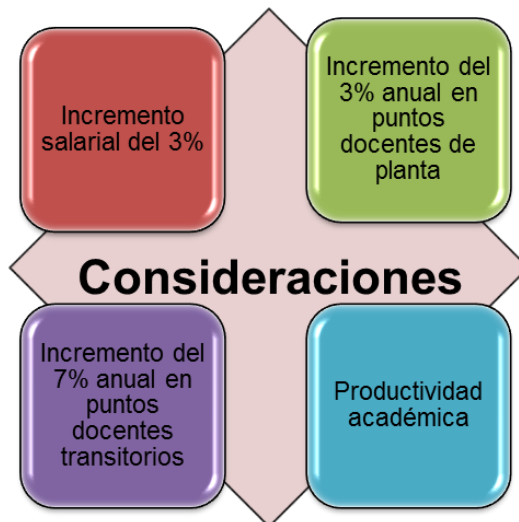 Incremento
salarial del 3%
Incremento del
3% anual en
puntos
docentes de
planta
Consideraciones
Incremento del
7% anual en
puntos
docentes
transitorios
Productividad
académica